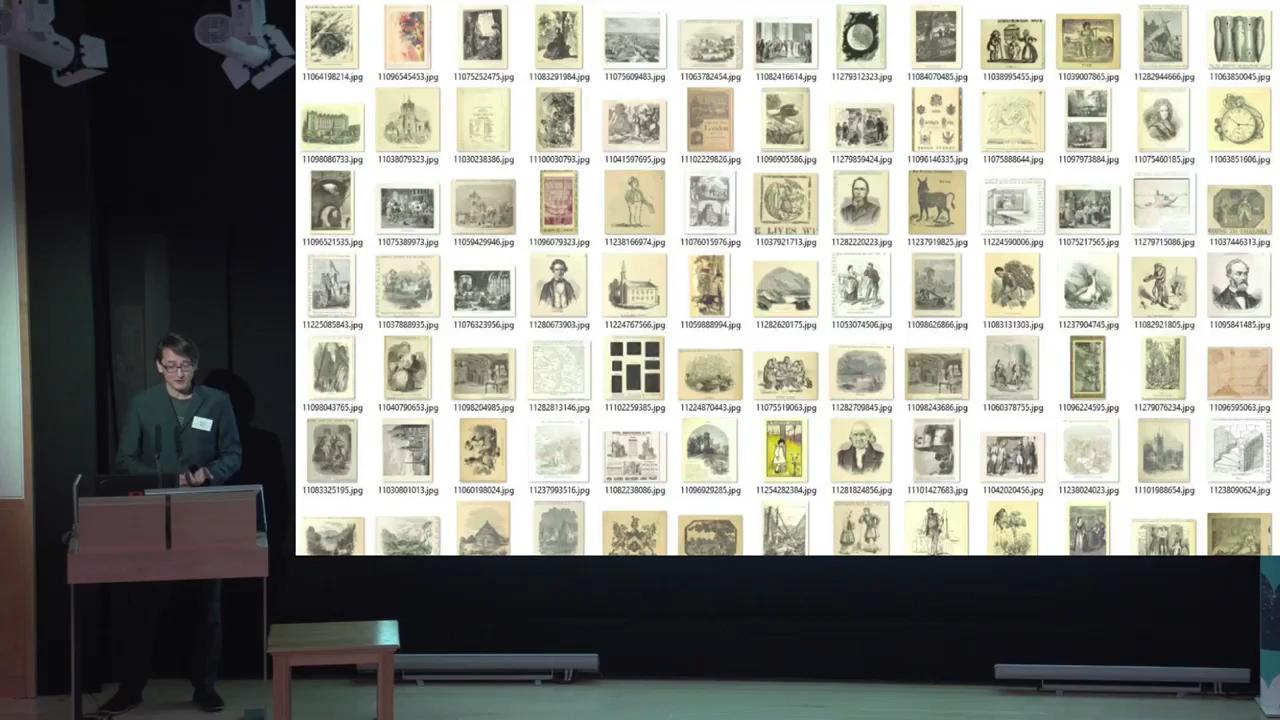 11064198214.jpg 11096545453.jpg 11075252475.jpg 11083291984.jpg 11075609483.jpg 11063782454.jpg 11082416614.jpg 11279312323.jpg 11084070485.jpg 11038995455.jpg 11039007865.jpg 11282944666.jpg 11063850045.jpg
11098086733.jpg 11038079323.jpg 11030238386.jpg 11100030793.jpg 11041597695.jpg 11102229826.jpg 11096905586.jpg 11279859424.jpg 11096146335.jpg 11075888644.jpg 11097973884.jpg 11075460185.jpg 11063851606.jpg
E LIVES WI
11096521535.jpg 11075389973.jpg 11059429946.jpg 11096079323.jpg 11238166974.jpg 11076015976.jpg 11037921713.jpg 11282220223.jpg 11237919825.jpg 11224590006.jpg 11075217565.jpg 11279715086.jpg 11037446313.jpg
11225085843.jpg 11037888935.jpg 11076323956.jpg 11280673903.jpg 11224767566.jpg 11059888994.jpg 11282620175.jpg 11053074506.jpg 11098626866.jpg 11083131303.jpg 11237904745.jpg 11082921805.jpg 11095841485.jpg
11098043765.jpg 11040790653.jpg 11098204985.jpg 11282813146.jpg 11102259385.jpg 11224870443.jpg 11075519063.jpg 11282709845.jpg 11098243686.jpg 11060378755.jpg 11096224595.jpg 11279076234.jpg 11096595063.jpg
11083325195.jpg 11030801013.jpg 11060198024.jpg 11237993516.jpg 11082238086.jpg 11096929285.jpg 11254282384.jpg 11281824856.jpg 11101427683.jpg 11042020456.jpg 11238024023.jpg 11101988654.jpg 11238090624.jpg